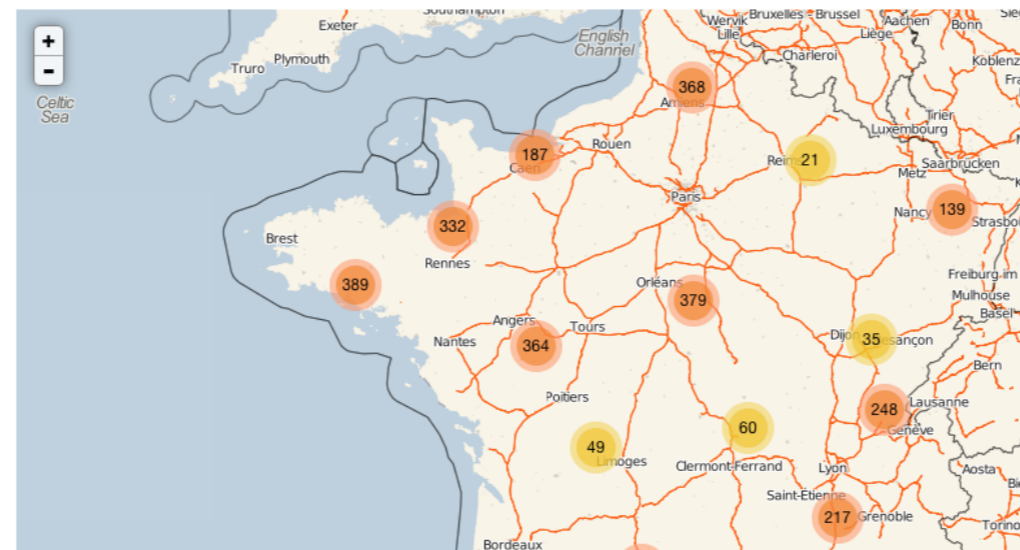 Southampton
Exeter
Wervik
Bruxelles - Brussel
Aachen
Bonn
+
English
Channel
Lille
Liège
Plymouth
Truro
-
Charleroi
Koblenz
368
Celtic
Sea
Amiens
Trier
Luxembourg
Rouen
187
Caen
21
Saarbrücken
Metz
Paris
139
Nancy
332
Brest
Rennes
Freiburg im
389
Orléans
379
Mulhouse
Basel
Angers
Tours
Nantes
364
Dijon
35
Besançon
Bern
Poitiers
248
Lausanne
Genève
60
49
Limoges
Clermont-Ferrand
Lyon
Aosta
Saint-Étienne
217
Grenoble
Torino
Bordeaux